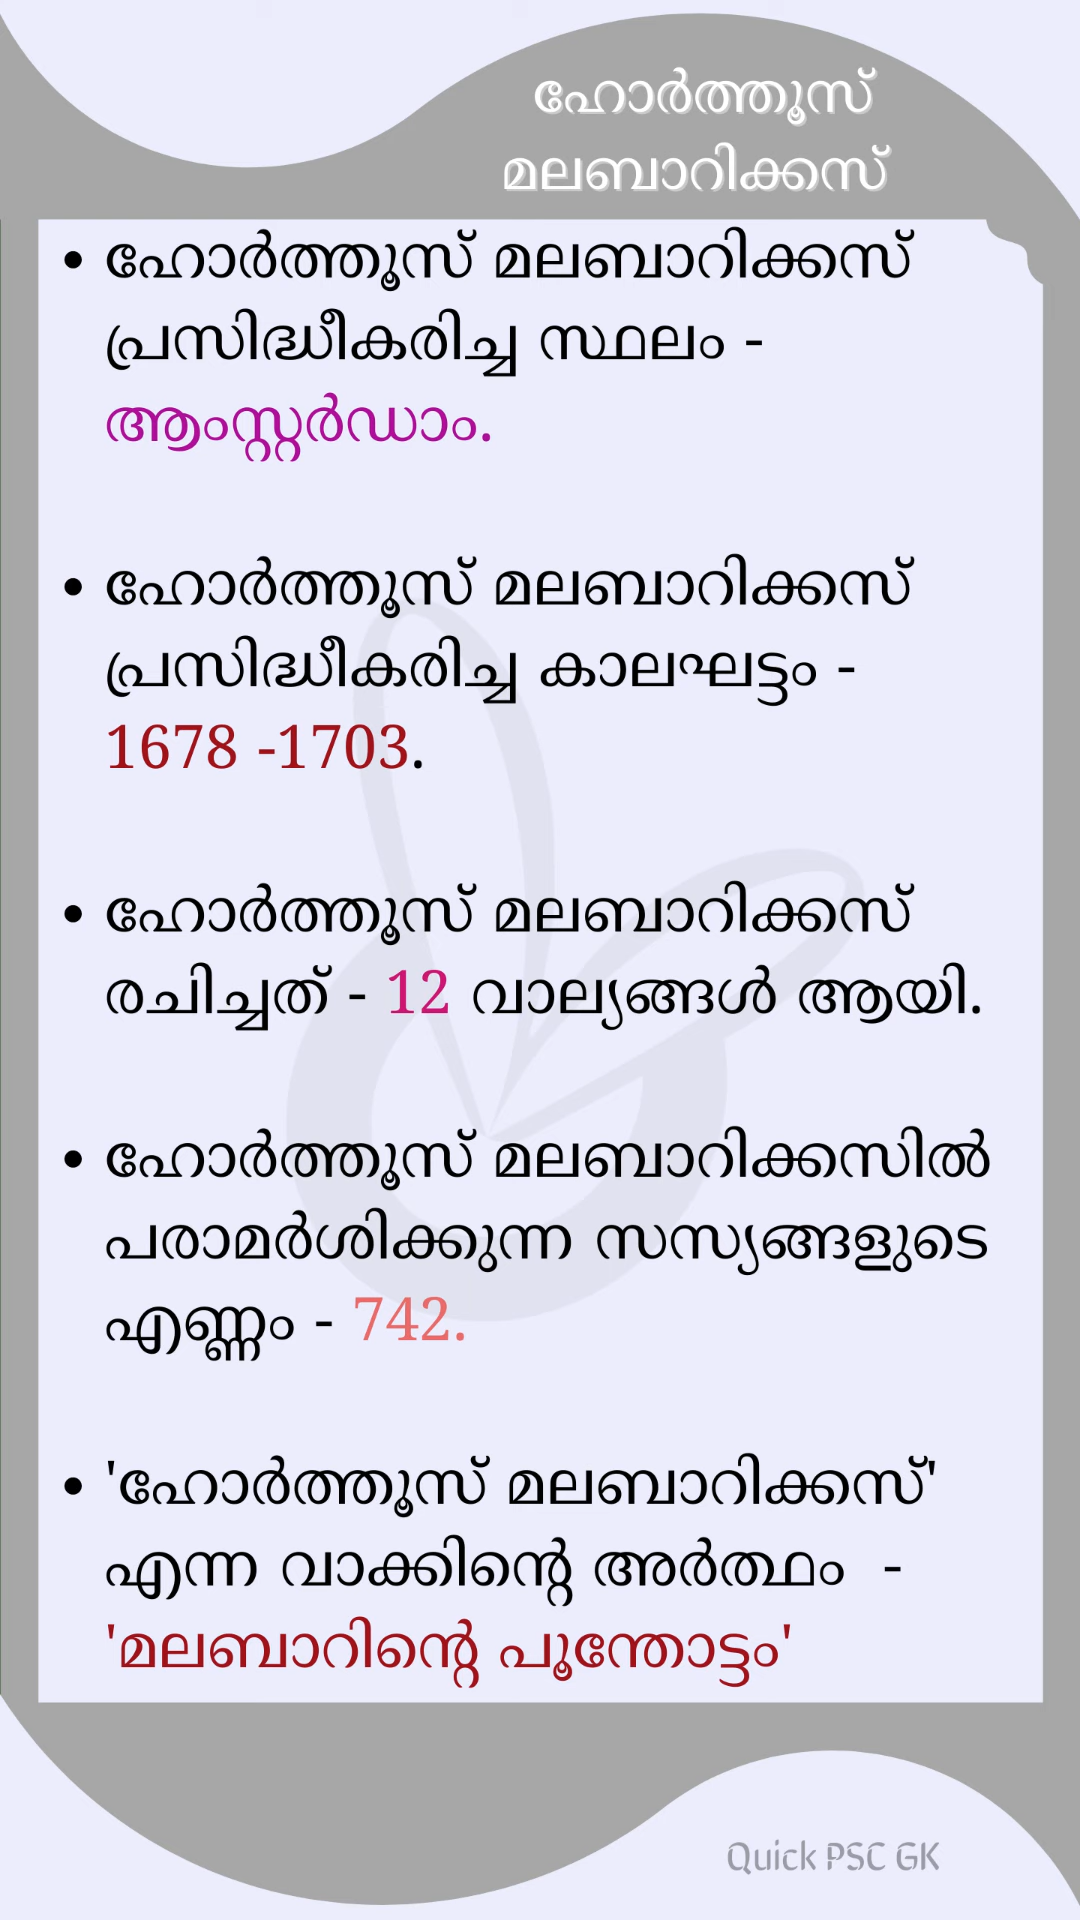 ഹോർത്തൂസ്
മലബാറിക്കസ്
• ഹോർത്തൂസ് മലബാറിക്കസ്
പ്രസിദ്ധീകരിച്ച സ്ഥലം -
ആംസ്റ്റർഡാം.
• ഹോർത്തൂസ് മലബാറിക്കസ്
പ്രസിദ്ധീകരിച്ച കാലഘട്ടം -
1678 -1703.
• ഹോർത്തൂസ് മലബാറിക്കസ്
രചിച്ചത് - 12 വാല്യങ്ങൾ ആയി.
• ഹോർത്തൂസ് മലബാറിക്കസിൽ
പരാമർശിക്കുന്ന സസ്യങ്ങളുടെ
എണ്ണം - 742.
• 'ഹോർത്തൂസ് മലബാറിക്കസ്'
എന്ന വാക്കിന്റെ അർത്ഥം -
'മലബാറിന്റെ പൂന്തോട്ടം'
Quick PSC GK